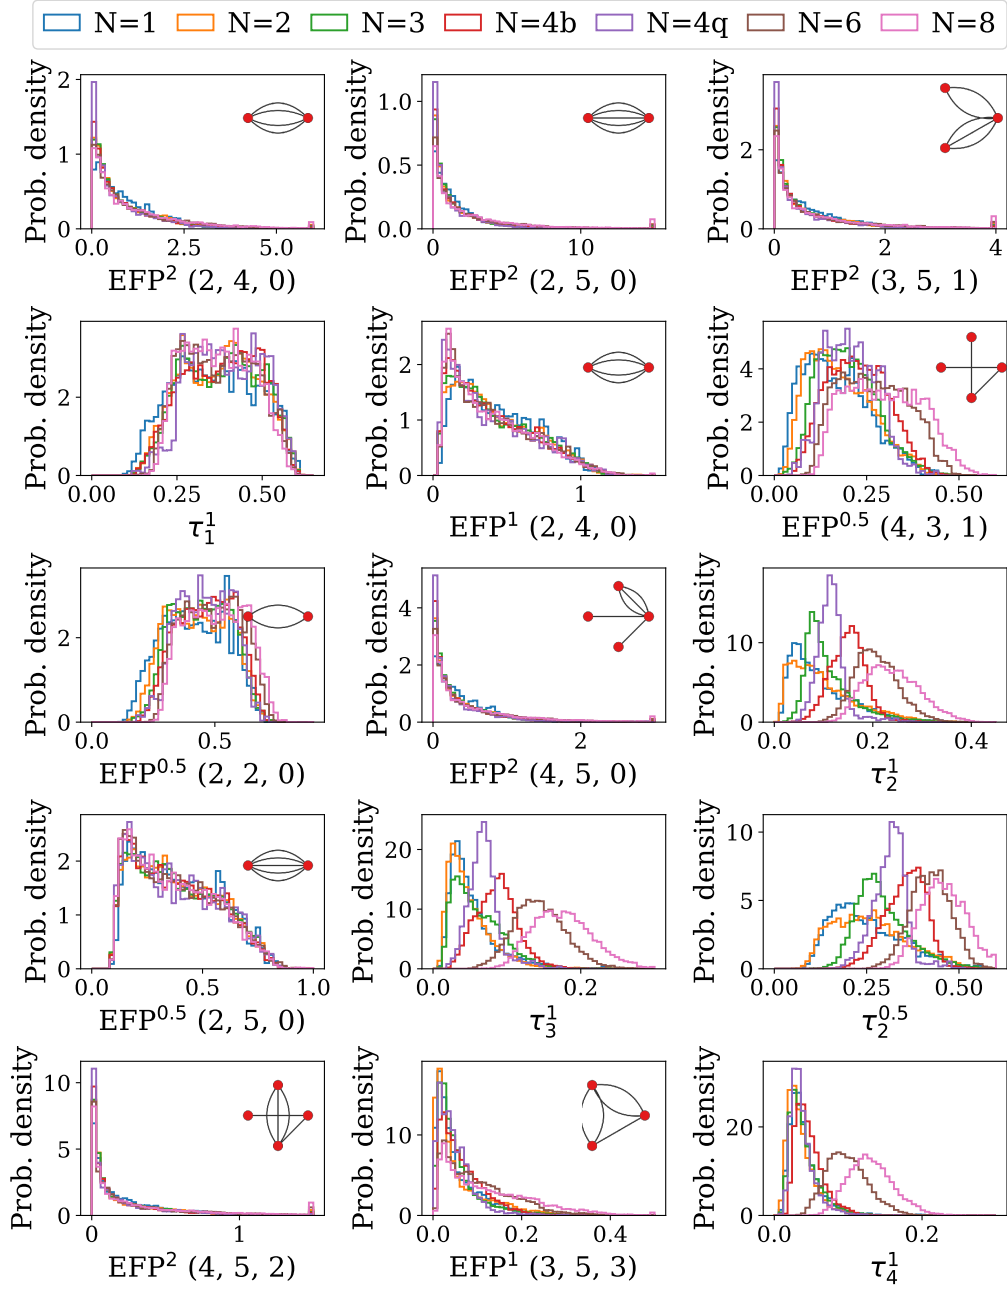 N=1 N=2 N=3 N=4b N=4q N=6 N=8
Prob. density Prob. density Prob. density
2 1 0 1.0 0.5 0.0 2 0
0.0 2.5 5.0 0 10 0 2 4
EFP² (2, 4, 0) EFP² (2, 5, 0) EFP² (3, 5, 1)
Prob. density Prob. density Prob. density
2 0 2 1 0 4 2 0
0.00 0.25 0.50 0 1 0.00 0.25 0.50
τ₁¹ EFP¹ (2, 4, 0) EFP⁰·⁵ (4, 3, 1)
Prob. density Prob. density Prob. density
2 0 4 2 0 10 0
0.0 0.5 0 2 0.0 0.2 0.4
EFP⁰·⁵ (2, 2, 0) EFP² (4, 5, 0) τ₂¹
Prob. density Prob. density Prob. density
2 1 0 20 10 0 10 5 0
0.0 0.5 1.0 0.0 0.2 0.00 0.25 0.50
EFP⁰·⁵ (2, 5, 0) τ₃¹ τ₂⁰·⁵
Prob. density Prob. density Prob. density
10 5 0 10 0 20 0
0 1 0.0 0.2 0.4 0.0 0.2
EFP² (4, 5, 2) EFP¹ (3, 5, 3) τ₄¹